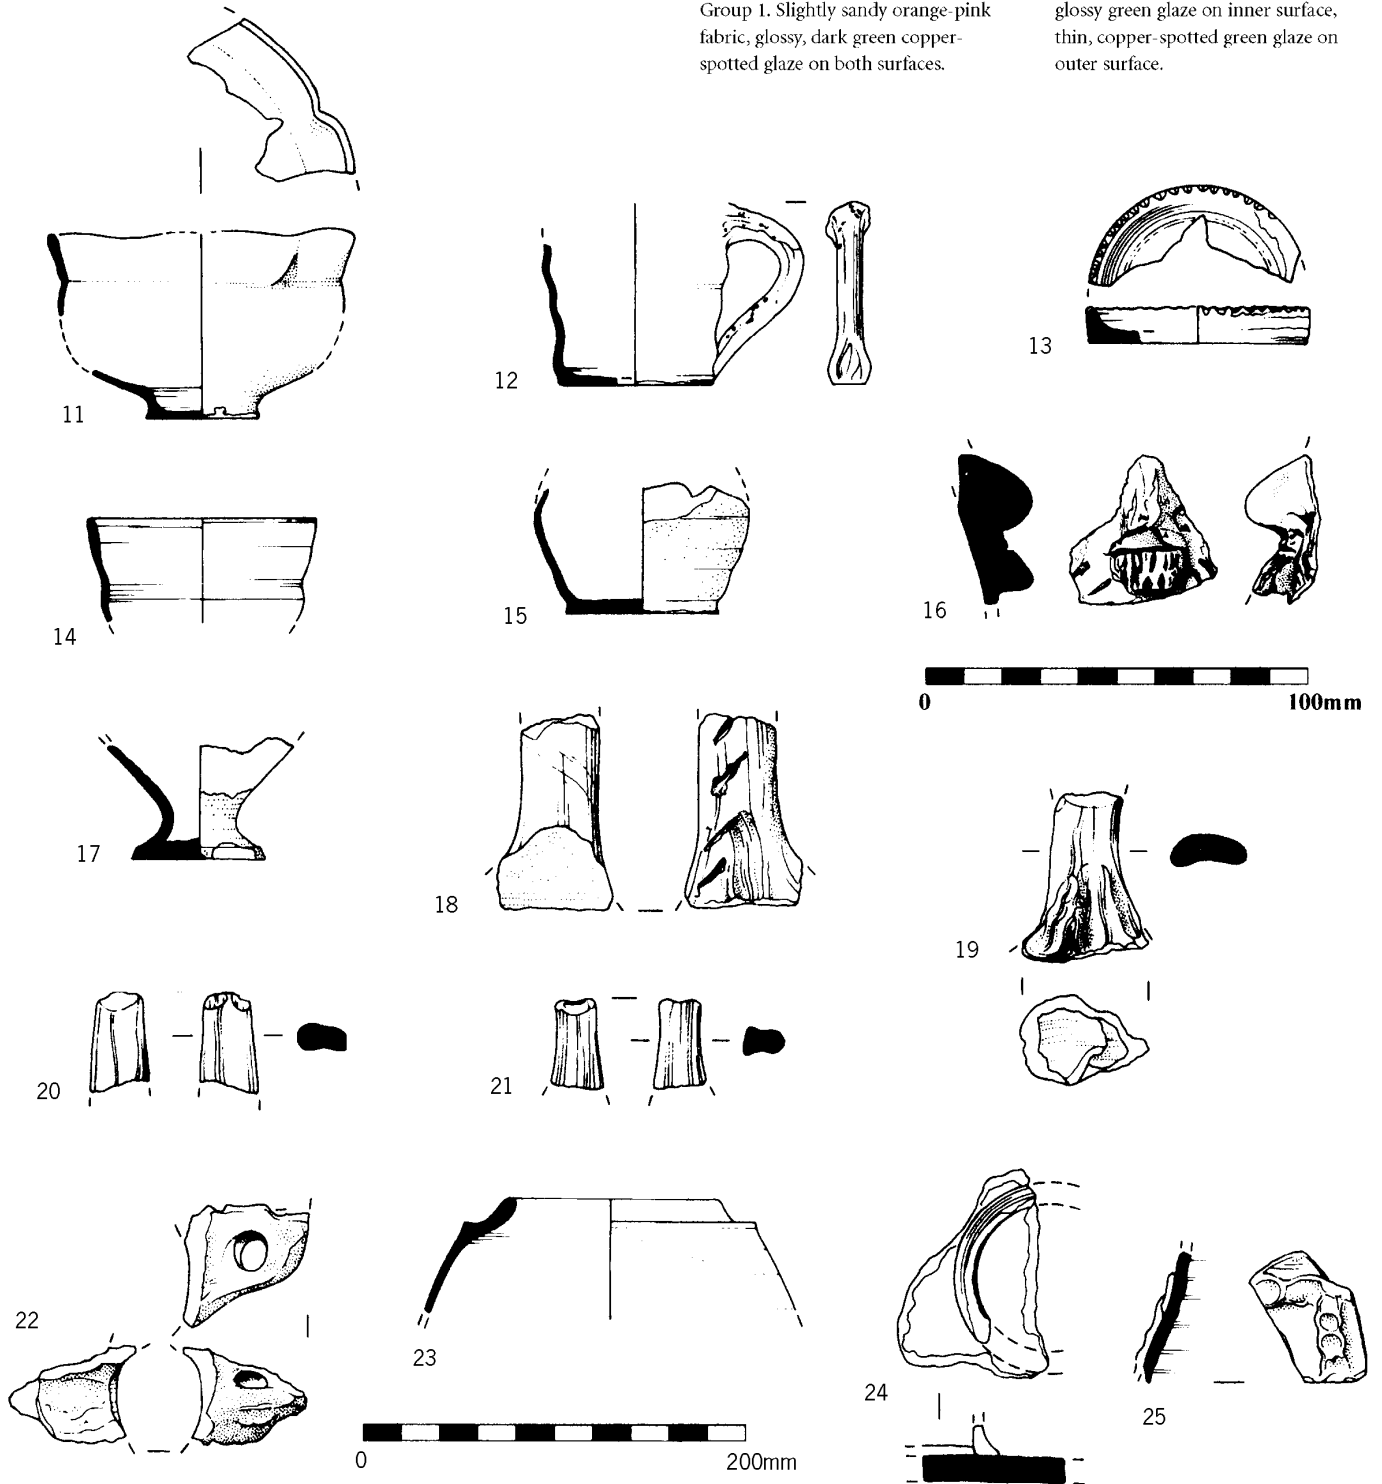 Group 1. Slightly sandy orange-pink
fabric, glossy, dark green copper-
spotted glaze on both surfaces.
glossy green glaze on inner surface,
thin, copper-spotted green glaze on
outer surface.
11
12
13
14
15
16
0 100mm
17
18
19
20
21
22
23
24
25
0 200mm